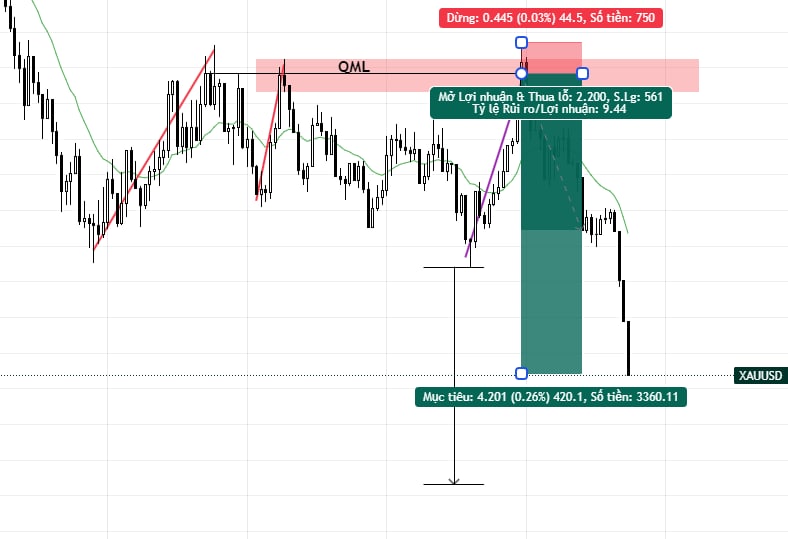 Dừng: 0.445 (0.03%) 44.5, Số tiền: 750
QML
Mở Lợi nhuận & Thua lỗ: 2.200, S.Lg: 561
Tỷ lệ Rủi ro/Lợi nhuận: 9.44
XAUUSD
Mục tiêu: 4.201 (0.26%) 420.1, Số tiền: 3360.11